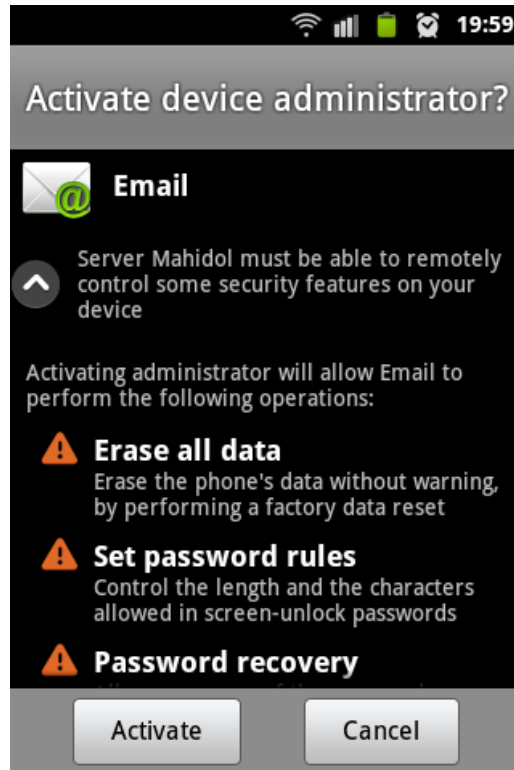 19:59
Activate device administrator?
Email
Server Mahidol must be able to remotely
control some security features on your
device
Activating administrator will allow Email to
perform the following operations:
Erase all data
Erase the phone's data without warning,
by performing a factory data reset
Set password rules
Control the length and the characters
allowed in screen-unlock passwords
Password recovery
Activate
Cancel